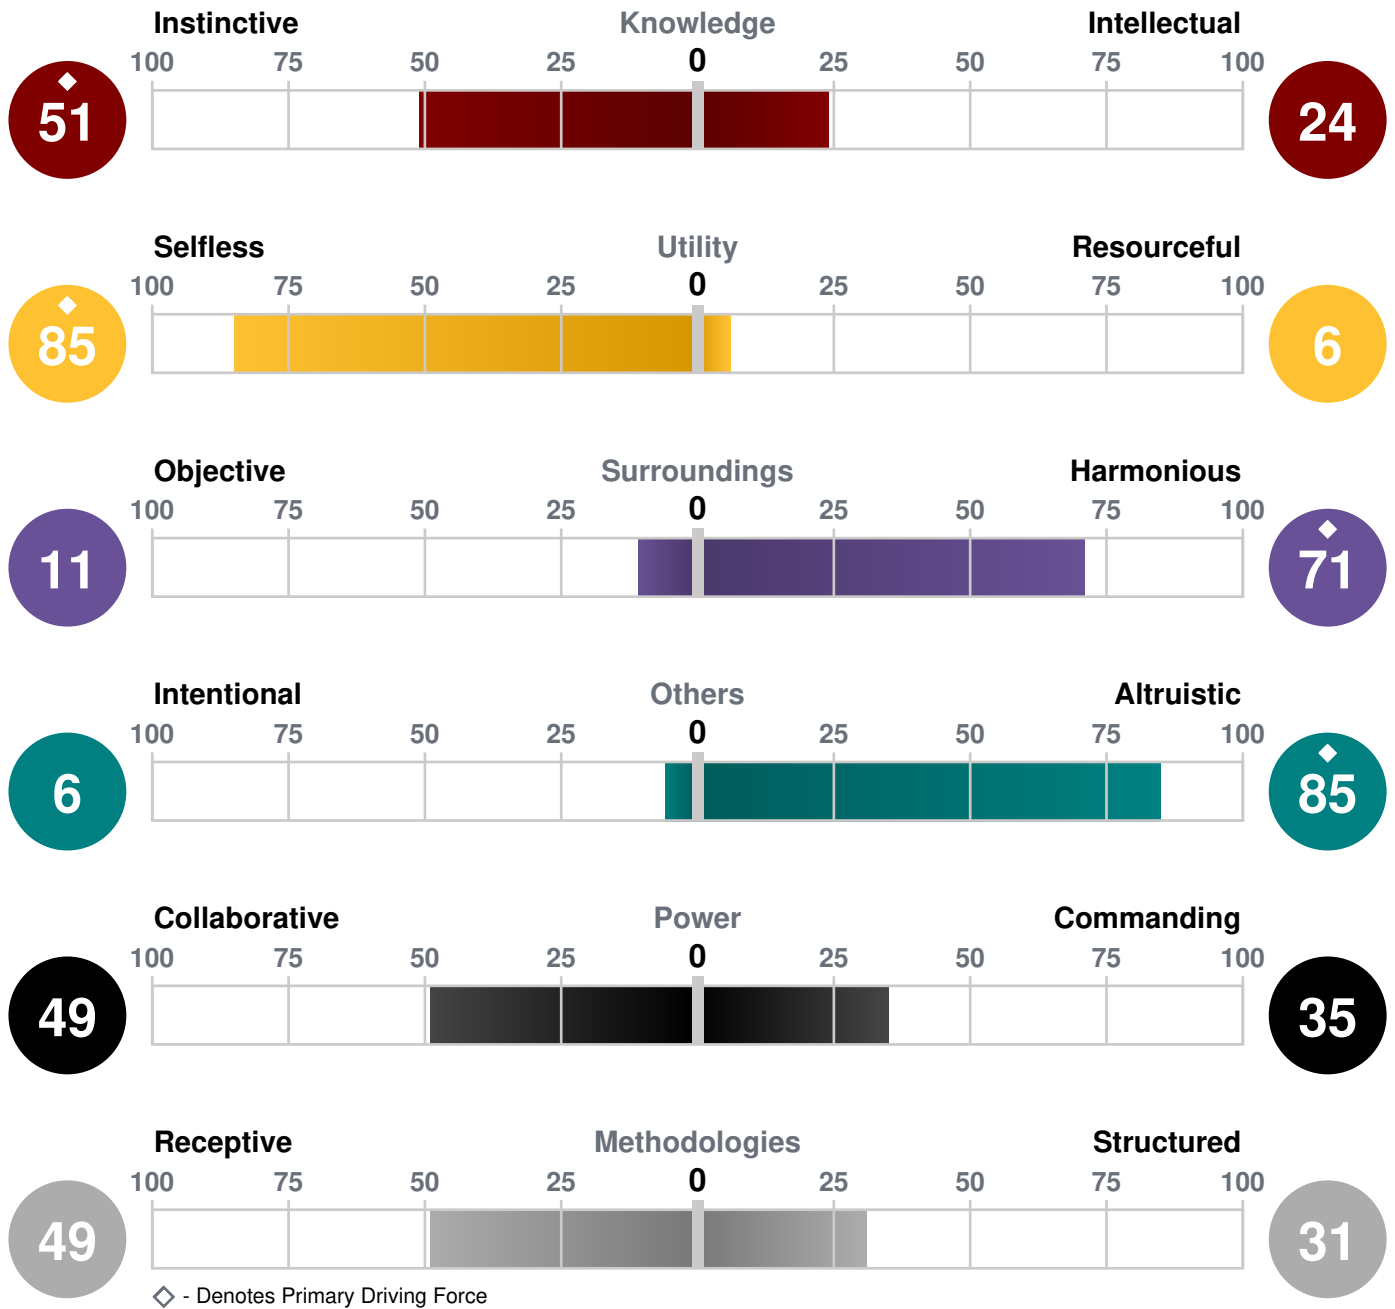 Instinctive Knowledge Intellectual
100 75 50 25 0 25 50 75 100
51 24
Selfless Utility Resourceful
100 75 50 25 0 25 50 75 100
85 6
Objective Surroundings Harmonious
100 75 50 25 0 25 50 75 100
11 71
Intentional Others Altruistic
100 75 50 25 0 25 50 75 100
6 85
Collaborative Power Commanding
100 75 50 25 0 25 50 75 100
49 35
Receptive Methodologies Structured
100 75 50 25 0 25 50 75 100
49 31
- Denotes Primary Driving Force